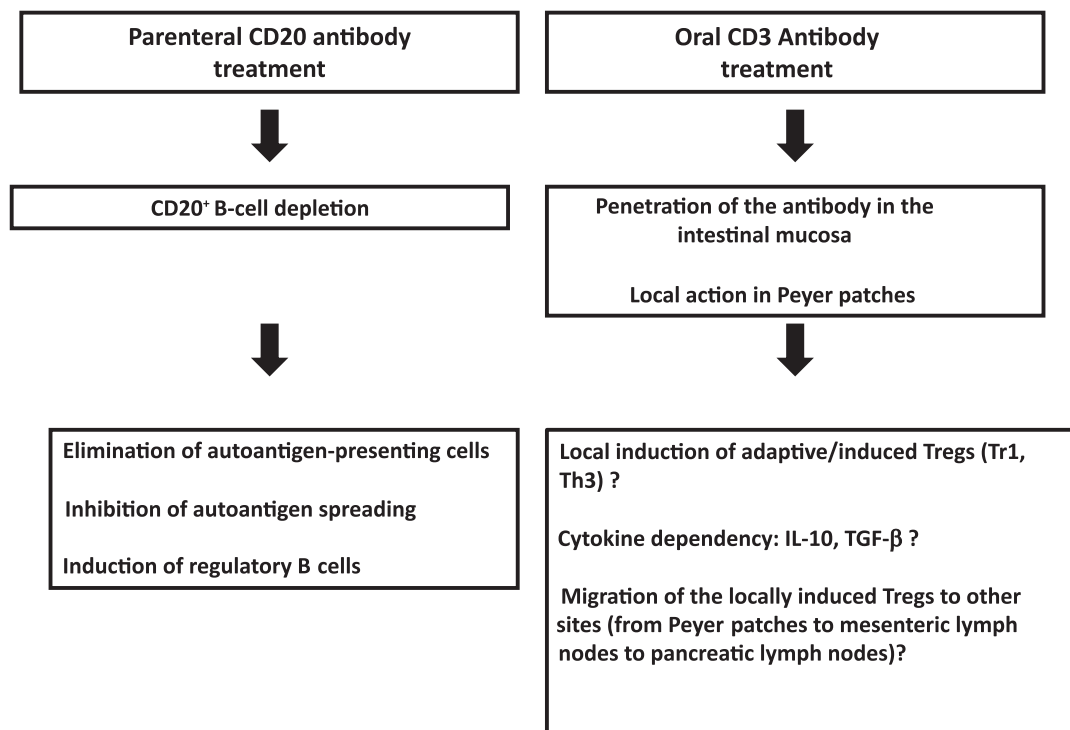 Parenteral CD20 antibody
treatment
CD20⁺ B-cell depletion
Elimination of autoantigen-presenting cells
Inhibition of autoantigen spreading
Induction of regulatory B cells
Oral CD3 Antibody
treatment
Penetration of the antibody in the
intestinal mucosa
Local action in Peyer patches
Local induction of adaptive/induced Tregs (Tr1,
Th3) ?
Cytokine dependency: IL-10, TGF-β ?
Migration of the locally induced Tregs to other
sites (from Peyer patches to mesenteric lymph
nodes to pancreatic lymph nodes)?